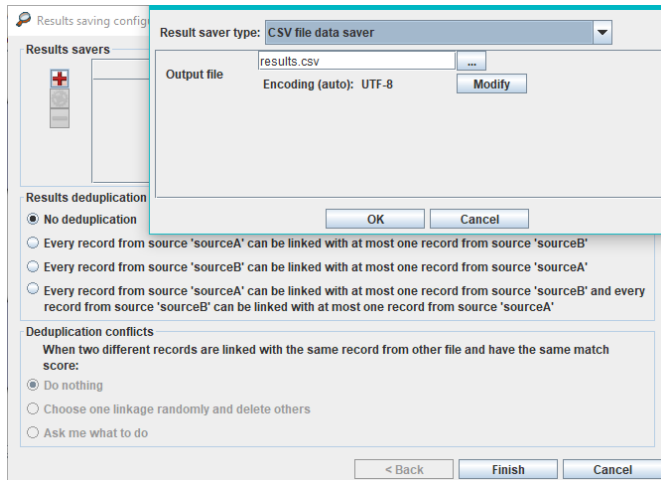 Results saving config
Result saver type: CSV file data saver
Results savers
Output file
results.csv
...
Encoding (auto): UTF-8
Modify
OK
Cancel
Results deduplication
No deduplication
Every record from source 'sourceA' can be linked with at most one record from source 'sourceB'
Every record from source 'sourceB' can be linked with at most one record from source 'sourceA'
Every record from source 'sourceA' can be linked with at most one record from source 'sourceB' and every
record from source 'sourceB' can be linked with at most one record from source 'sourceA'
Deduplication conflicts
When two different records are linked with the same record from other file and have the same match
score:
Do nothing
Choose one linkage randomly and delete others
Ask me what to do
< Back
Finish
Cancel